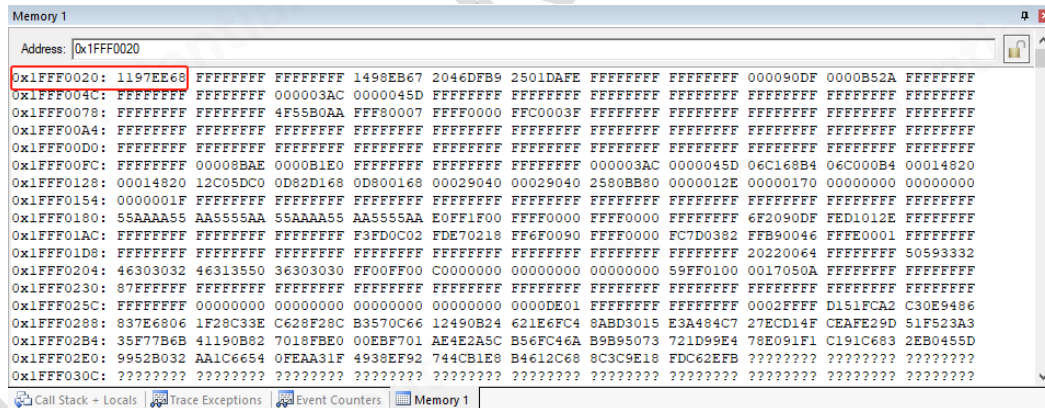 Memory 1
Address: 0x1FFF0020
0x1FFF0020: 1197EE68 FFFFFFFF FFFFFFFF 1498EB67 2046DFB9 2501DAFE FFFFFFFF FFFFFFFF 000090DF 0000B52A FFFFFFFF
0x1FFF004C: FFFFFFFF FFFFFFFF 000003AC 0000045D FFFFFFFF FFFFFFFF FFFFFFFF FFFFFFFF FFFFFFFF FFFFFFFF FFFFFFFF
0x1FFF0078: FFFFFFFF FFFFFFFF 4F55B0AA FFF80007 FFFF0000 FFC0003F FFFFFFFF FFFFFFFF FFFFFFFF FFFFFFFF FFFFFFFF
0x1FFF00A4: FFFFFFFF FFFFFFFF FFFFFFFF FFFFFFFF FFFFFFFF FFFFFFFF FFFFFFFF FFFFFFFF FFFFFFFF FFFFFFFF FFFFFFFF
0x1FFF00D0: FFFFFFFF FFFFFFFF FFFFFFFF FFFFFFFF FFFFFFFF FFFFFFFF FFFFFFFF FFFFFFFF FFFFFFFF FFFFFFFF FFFFFFFF
0x1FFF00FC: FFFFFFFF 00008BAE 0000B1E0 FFFFFFFF FFFFFFFF FFFFFFFF 000003AC 0000045D 06C168B4 06C000B4 00014820
0x1FFF0128: 00014820 12C05DC0 0D82D168 0D800168 00029040 00029040 2580BB80 0000012E 00000170 00000000 00000000
0x1FFF0154: 0000001F FFFFFFFF FFFFFFFF FFFFFFFF FFFFFFFF FFFFFFFF FFFFFFFF FFFFFFFF FFFFFFFF FFFFFFFF FFFFFFFF
0x1FFF0180: 55AAAA55 AA5555AA 55AAAA55 AA5555AA E0FF1F00 FFFF0000 FFFF0000 FFFFFFFF 6F2090DF FED1012E FFFFFFFF
0x1FFF01AC: FFFFFFFF FFFFFFFF FFFFFFFF F3FD0C02 FDE70218 FF6F0090 FFFF0000 FC7D0382 FFB90046 FFFE0001 FFFFFFFF
0x1FFF01D8: FFFFFFFF FFFFFFFF FFFFFFFF FFFFFFFF FFFFFFFF FFFFFFFF FFFFFFFF FFFFFFFF 20220064 FFFFFFFF 50593332
0x1FFF0204: 46303032 46313550 36303030 FF00FF00 C0000000 00000000 00000000 59FF0100 0017050A FFFFFFFF FFFFFFFF
0x1FFF0230: 87FFFFFF FFFFFFFF FFFFFFFF FFFFFFFF FFFFFFFF FFFFFFFF FFFFFFFF FFFFFFFF FFFFFFFF FFFFFFFF FFFFFFFF
0x1FFF025C: FFFFFFFF 00000000 00000000 00000000 00000000 0000DE01 FFFFFFFF FFFFFFFF 0002FFFF D151FCA2 C30E9486
0x1FFF0288: 837E6806 1F28C33E C628F28C B3570C66 12490B24 621E6FC4 8ABD3015 E3A484C7 27ECD14F CEAFE29D 51F523A3
0x1FFF02B4: 35F77B6B 41190B82 7018FBE0 00EBF701 AE4E2A5C B56FC46A B9B95073 721D99E4 78E091F1 C191C683 2EB0455D
0x1FFF02E0: 9952B032 AA1C6654 0FEAA31F 4938EF92 744CB1E8 B4612C68 8C3C9E18 FDC62EFB ???????? ???????? ????????
0x1FFF030C: ???????? ???????? ???????? ???????? ???????? ???????? ???????? ???????? ???????? ???????? ????????
Call Stack + Locals Trace Exceptions Event Counters Memory 1